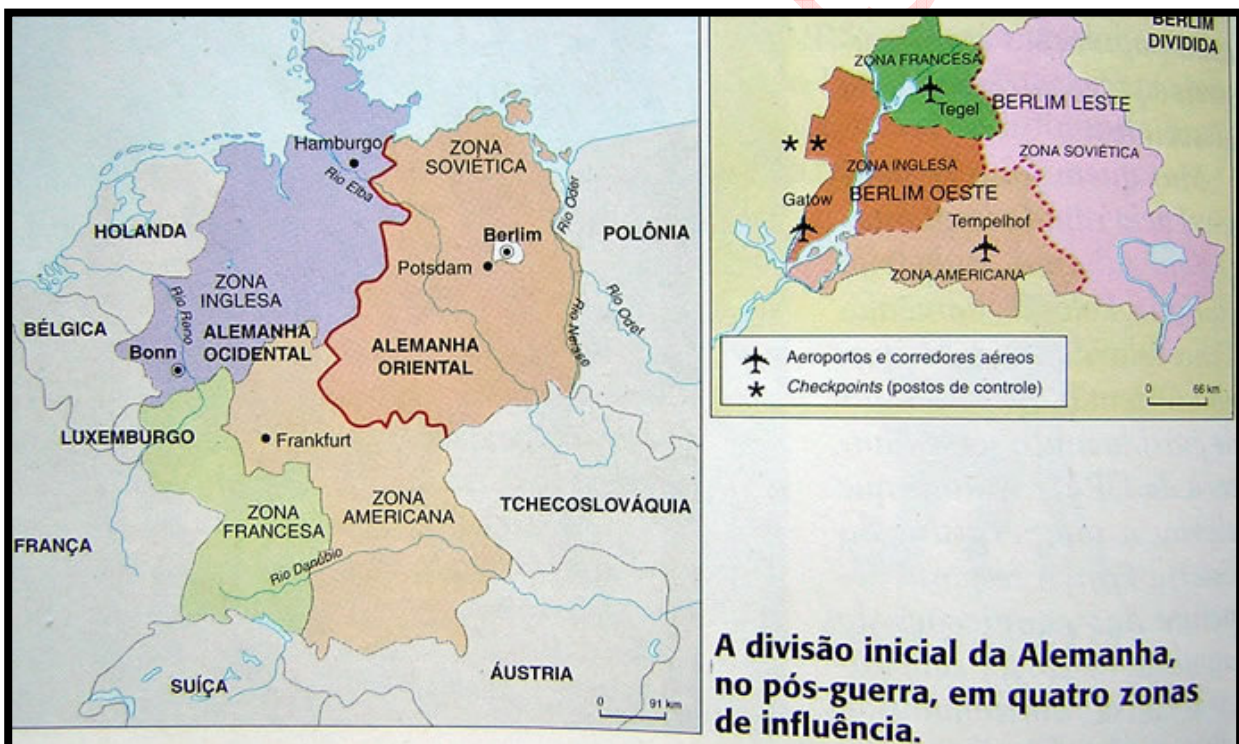 Hamburgo
Rio Elba
ZONA
SOVIÉTICA
Rio Oder
HOLANDA
Berlim
POLÔNIA
Potsdam
ZONA
INGLESA
Rio Reno
Rio Oder
BÉLGICA
ALEMANHA
OCIDENTAL
Bonn
ALEMANHA
ORIENTAL
LUXEMBURGO
Frankfurt
TCHECOSLOVÁQUIA
ZONA
FRANCESA
ZONA
AMERICANA
FRANÇA
Rio Danúbio
SUÍÇA
ÁUSTRIA
0 91 km
BERLIM
DIVIDIDA
ZONA FRANCESA
Tegel
BERLIM LESTE
ZONA SOVIÉTICA
ZONA INGLESA
BERLIM OESTE
Gatow
Tempelhof
ZONA AMERICANA
Aeroportos e corredores aéreos
Checkpoints (postos de controle)
0 66 km
A divisão inicial da Alemanha,
no pós-guerra, em quatro zonas
de influência.